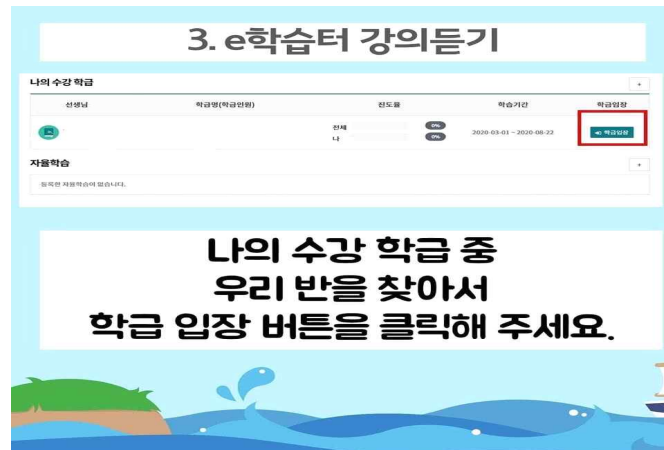 3. e학습터 강의듣기
나의 수강 학급 +
선생님 학급명(학급인원) 진도율 학습기간 학급입장
전체 0%
나 0%
2020-03-01 ~ 2020-08-22 학급입장
자율학습 +
등록한 자율학습이 없습니다.
나의 수강 학급 중
우리 반을 찾아서
학급 입장 버튼을 클릭해 주세요.